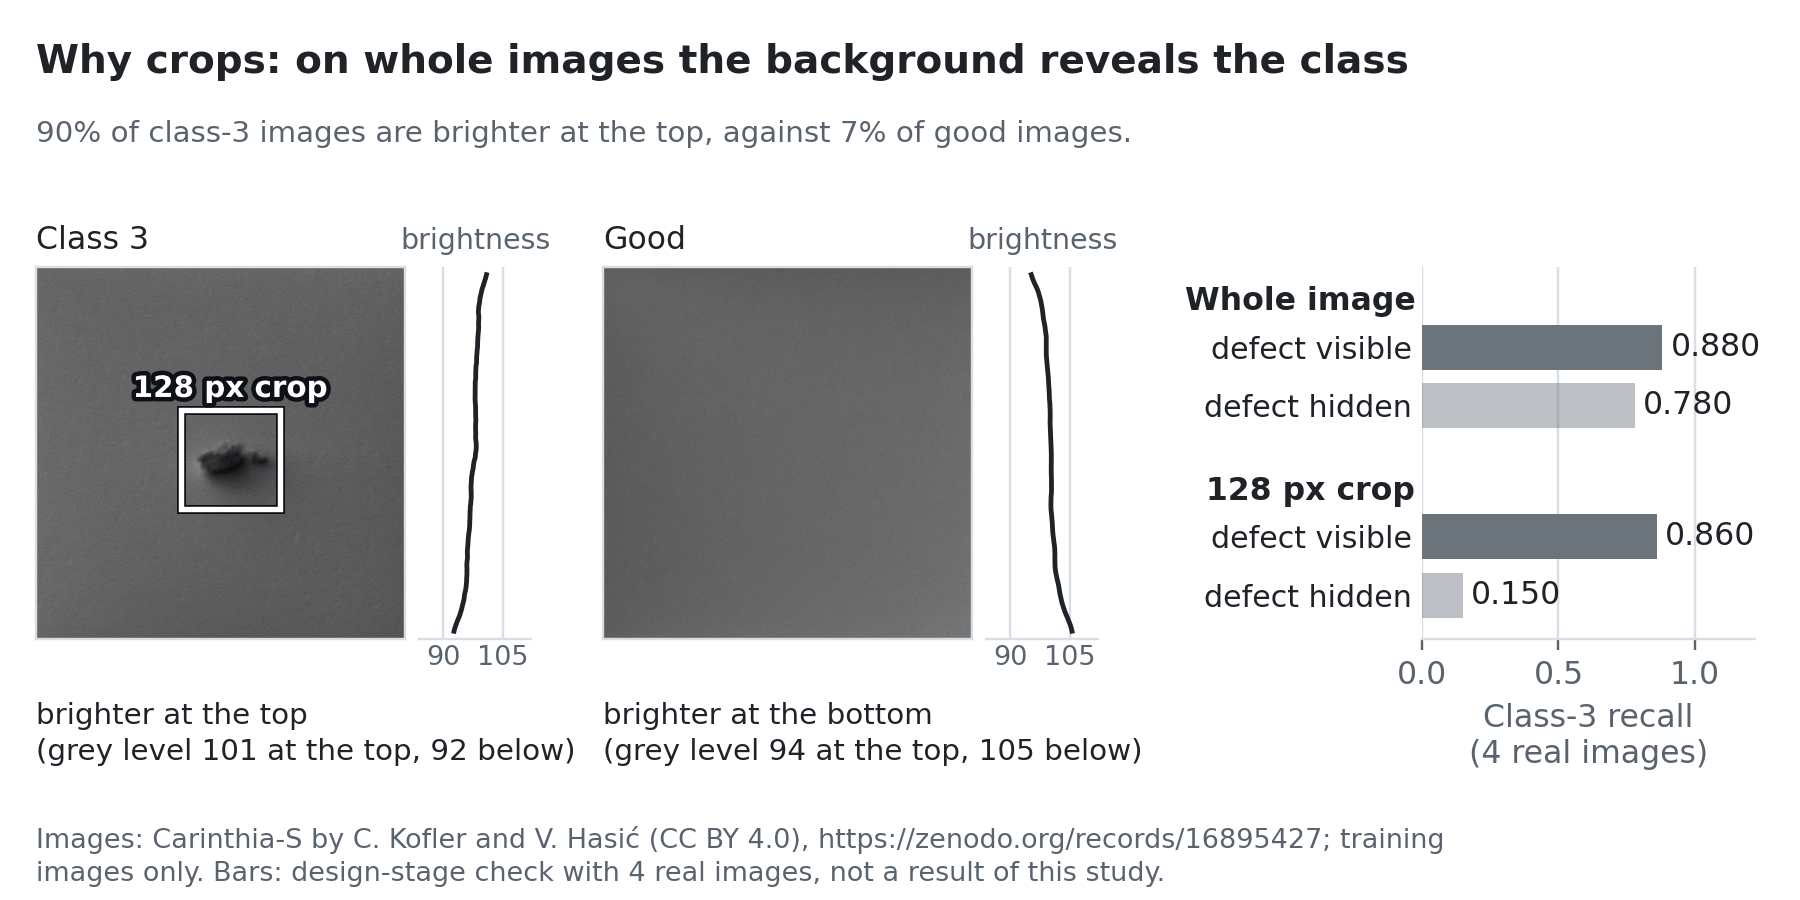 Why crops: on whole images the background reveals the class
90% of class-3 images are brighter at the top, against 7% of good images.
Class 3
brightness
128 px crop
90 105
brighter at the top
(grey level 101 at the top, 92 below)
Good
brightness
90 105
brighter at the bottom
(grey level 94 at the top, 105 below)
Whole image
defect visible 0.880
defect hidden 0.780
128 px crop
defect visible 0.860
defect hidden 0.150
0.0 0.5 1.0
Class-3 recall
(4 real images)
Images: Carinthia-S by C. Kofler and V. Hasić (CC BY 4.0), https://zenodo.org/records/16895427; training
images only. Bars: design-stage check with 4 real images, not a result of this study.